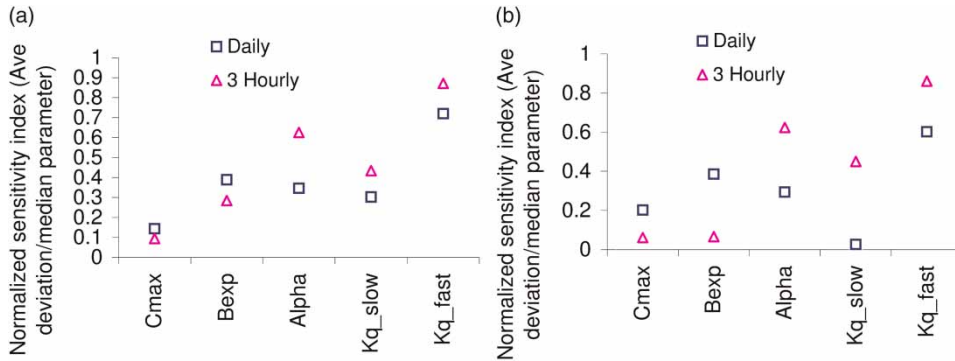 (a)
Normalized sensitivity index (Ave
deviation/median parameter)
Daily
3 Hourly
1
0.9
0.8
0.7
0.6
0.5
0.4
0.3
0.2
0.1
0
Cmax
Bexp
Alpha
Kq_slow
Kq_fast
(b)
Normalized sensitivity index (Ave
deviation/median parameter)
Daily
3 Hourly
1
0.8
0.6
0.4
0.2
0
Cmax
Bexp
Alpha
Kq_slow
Kq_fast